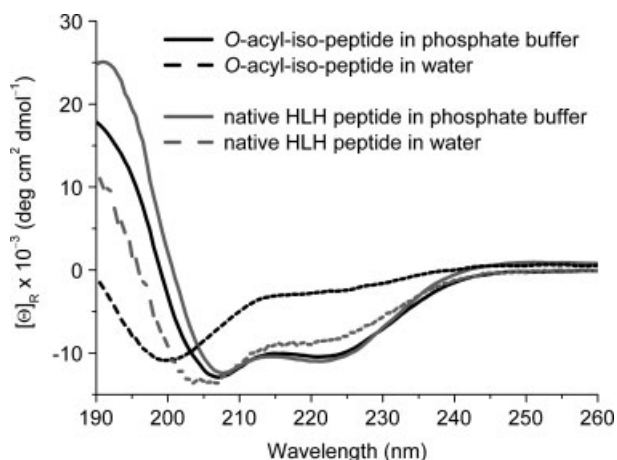 30
20
10
0
-10
-20
[Θ]R x 10−3 (deg cm2 dmol−1)
O-acyl-iso-peptide in phosphate buffer
O-acyl-iso-peptide in water
native HLH peptide in phosphate buffer
native HLH peptide in water
190 200 210 220 230 240 250 260
Wavelength (nm)